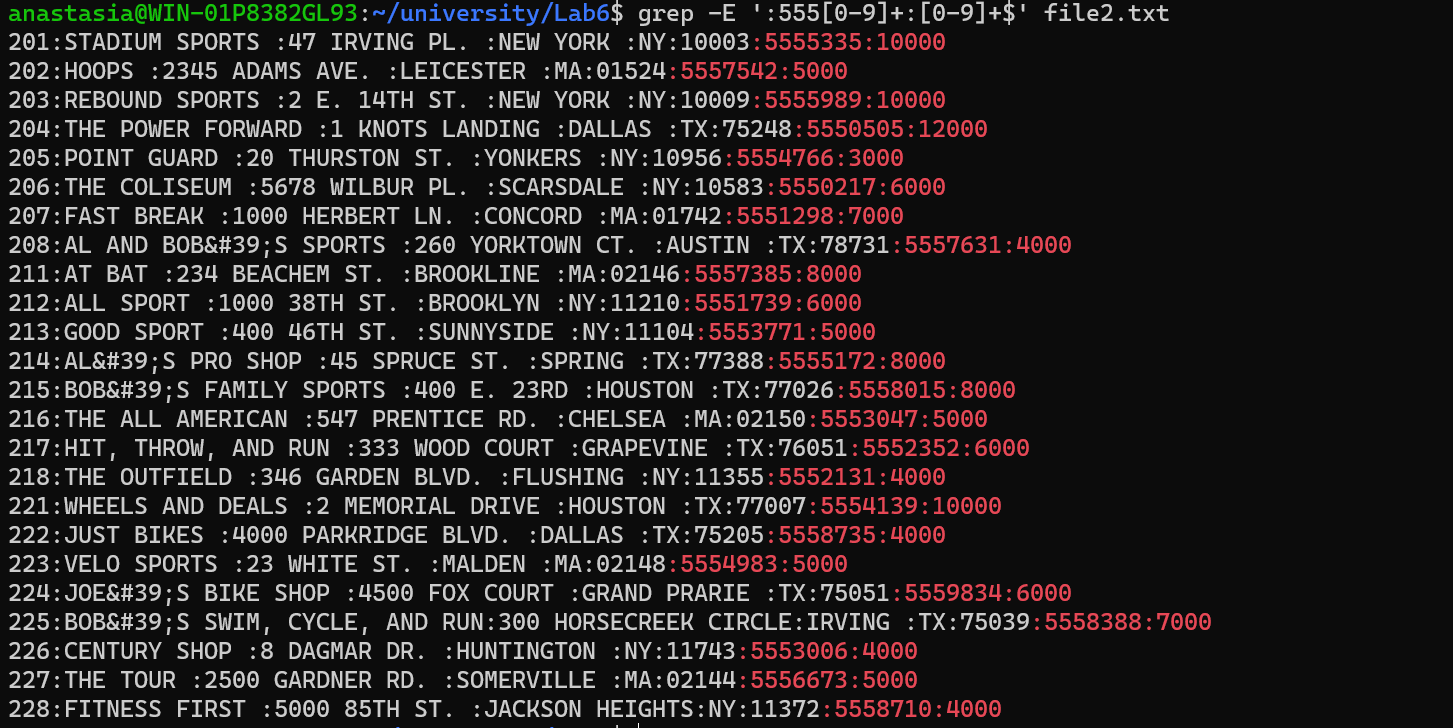 anastasia@WIN-01P8382GL93:~/university/Lab6$ grep -E ':555[0-9]+:[0-9]+$' file2.txt
201:STADIUM SPORTS :47 IRVING PL. :NEW YORK :NY:10003:5555335:10000
202:HOOPS :2345 ADAMS AVE. :LEICESTER :MA:01524:5557542:5000
203:REBOUND SPORTS :2 E. 14TH ST. :NEW YORK :NY:10009:5555989:10000
204:THE POWER FORWARD :1 KNOTS LANDING :DALLAS :TX:75248:5550505:12000
205:POINT GUARD :20 THURSTON ST. :YONKERS :NY:10956:5554766:3000
206:THE COLISEUM :5678 WILBUR PL. :SCARSDALE :NY:10583:5550217:6000
207:FAST BREAK :1000 HERBERT LN. :CONCORD :MA:01742:5551298:7000
208:AL AND BOB&#39;S SPORTS :260 YORKTOWN CT. :AUSTIN :TX:78731:5557631:4000
211:AT BAT :234 BEACHEM ST. :BROOKLINE :MA:02146:5557385:8000
212:ALL SPORT :1000 38TH ST. :BROOKLYN :NY:11210:5551739:6000
213:GOOD SPORT :400 46TH ST. :SUNNYSIDE :NY:11104:5553771:5000
214:AL&#39;S PRO SHOP :45 SPRUCE ST. :SPRING :TX:77388:5555172:8000
215:BOB&#39;S FAMILY SPORTS :400 E. 23RD :HOUSTON :TX:77026:5558015:8000
216:THE ALL AMERICAN :547 PRENTICE RD. :CHELSEA :MA:02150:5553047:5000
217:HIT, THROW, AND RUN :333 WOOD COURT :GRAPEVINE :TX:76051:5552352:6000
218:THE OUTFIELD :346 GARDEN BLVD. :FLUSHING :NY:11355:5552131:4000
221:WHEELS AND DEALS :2 MEMORIAL DRIVE :HOUSTON :TX:77007:5554139:10000
222:JUST BIKES :4000 PARKRIDGE BLVD. :DALLAS :TX:75205:5558735:4000
223:VELO SPORTS :23 WHITE ST. :MALDEN :MA:02148:5554983:5000
224:JOE&#39;S BIKE SHOP :4500 FOX COURT :GRAND PRARIE :TX:75051:5559834:6000
225:BOB&#39;S SWIM, CYCLE, AND RUN:300 HORSECREEK CIRCLE:IRVING :TX:75039:5558388:7000
226:CENTURY SHOP :8 DAGMAR DR. :HUNTINGTON :NY:11743:5553006:4000
227:THE TOUR :2500 GARDNER RD. :SOMERVILLE :MA:02144:5556673:5000
228:FITNESS FIRST :5000 85TH ST. :JACKSON HEIGHTS:NY:11372:5558710:4000